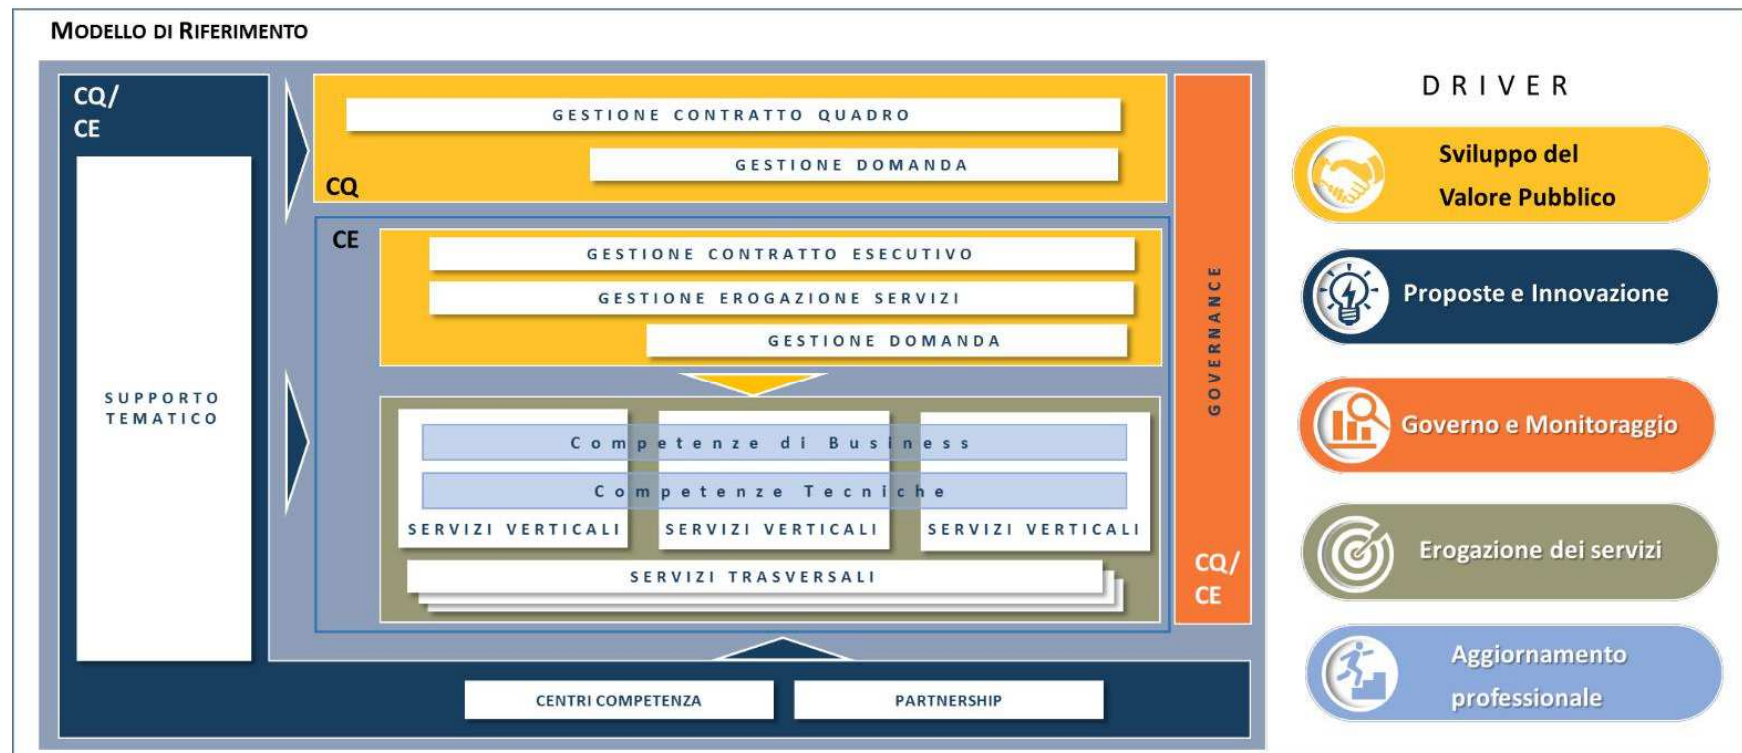 MODELLO DI RIFERIMENTO
CQ/
CE
SUPPORTO
TEMATICO
GESTIONE CONTRATTO QUADRO
GESTIONE DOMANDA
CQ
CE
GESTIONE CONTRATTO ESECUTIVO
GESTIONE EROGAZIONE SERVIZI
GESTIONE DOMANDA
Competenze di Business
Competenze Tecniche
SERVIZI VERTICALI
SERVIZI VERTICALI
SERVIZI VERTICALI
SERVIZI TRASVERSALI
GOVERNANCE
CQ/
CE
CENTRI COMPETENZA
PARTNERSHIP
DRIVER
Sviluppo del
Valore Pubblico
Proposte e Innovazione
Governo e Monitoraggio
Erogazione dei servizi
Aggiornamento
professionale